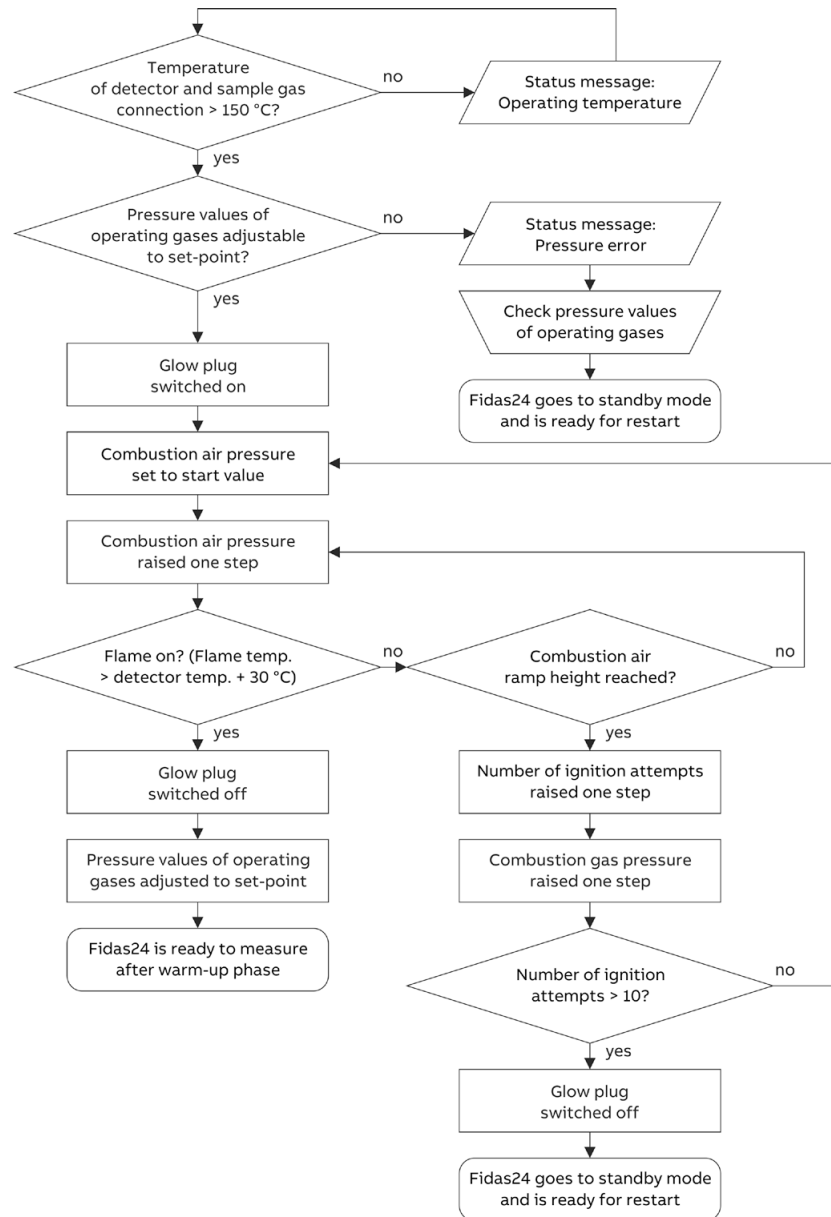 Temperature
of detector and sample gas
connection > 150 °C?
no
Status message:
Operating temperature
yes
Pressure values of
operating gases adjustable
to set-point?
no
Status message:
Pressure error
yes
Check pressure values
of operating gases
Glow plug
switched on
Fidas24 goes to standby mode
and is ready for restart
Combustion air pressure
set to start value
Combustion air pressure
raised one step
Flame on? (Flame temp.
> detector temp. + 30 °C)
no
Combustion air
ramp height reached?
no
yes
yes
Glow plug
switched off
Number of ignition attempts
raised one step
Pressure values of operating
gases adjusted to set-point
Combustion gas pressure
raised one step
Fidas24 is ready to measure
after warm-up phase
Number of ignition
attempts > 10?
no
yes
Glow plug
switched off
Fidas24 goes to standby mode
and is ready for restart